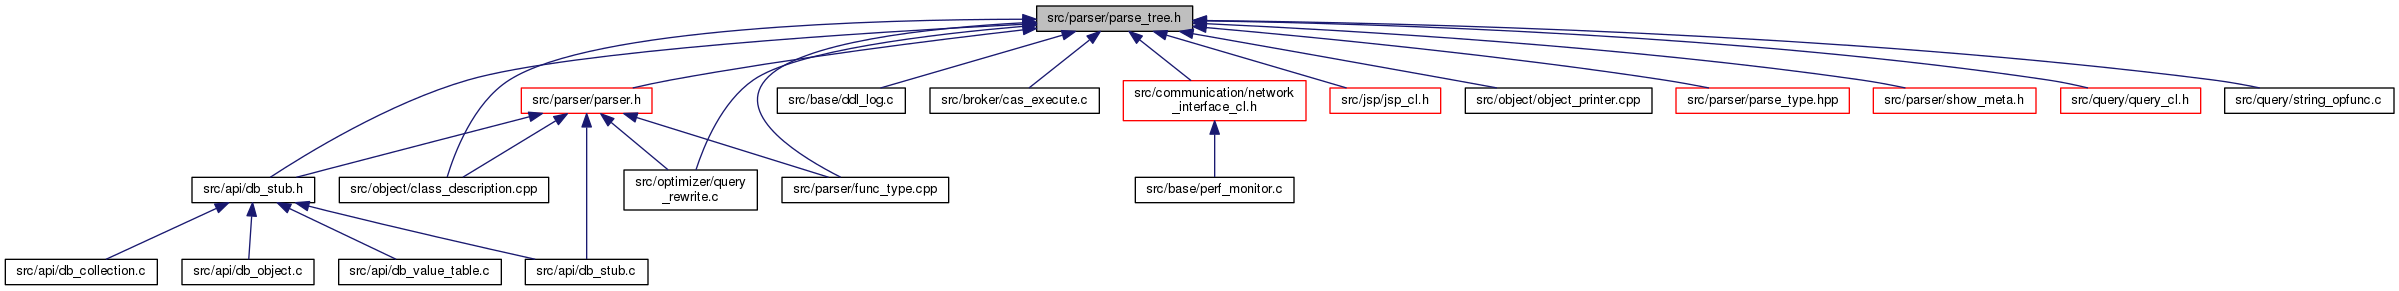 src/parser/parse_tree.h
src/parser/parser.h
src/base/ddl_log.c
src/broker/cas_execute.c
src/communication/network
_interface_cl.h
src/jsp/jsp_cl.h
src/object/object_printer.cpp
src/parser/parse_type.hpp
src/parser/show_meta.h
src/query/query_cl.h
src/query/string_opfunc.c
src/api/db_stub.h
src/object/class_description.cpp
src/optimizer/query
_rewrite.c
src/parser/func_type.cpp
src/base/perf_monitor.c
src/api/db_collection.c
src/api/db_object.c
src/api/db_value_table.c
src/api/db_stub.c